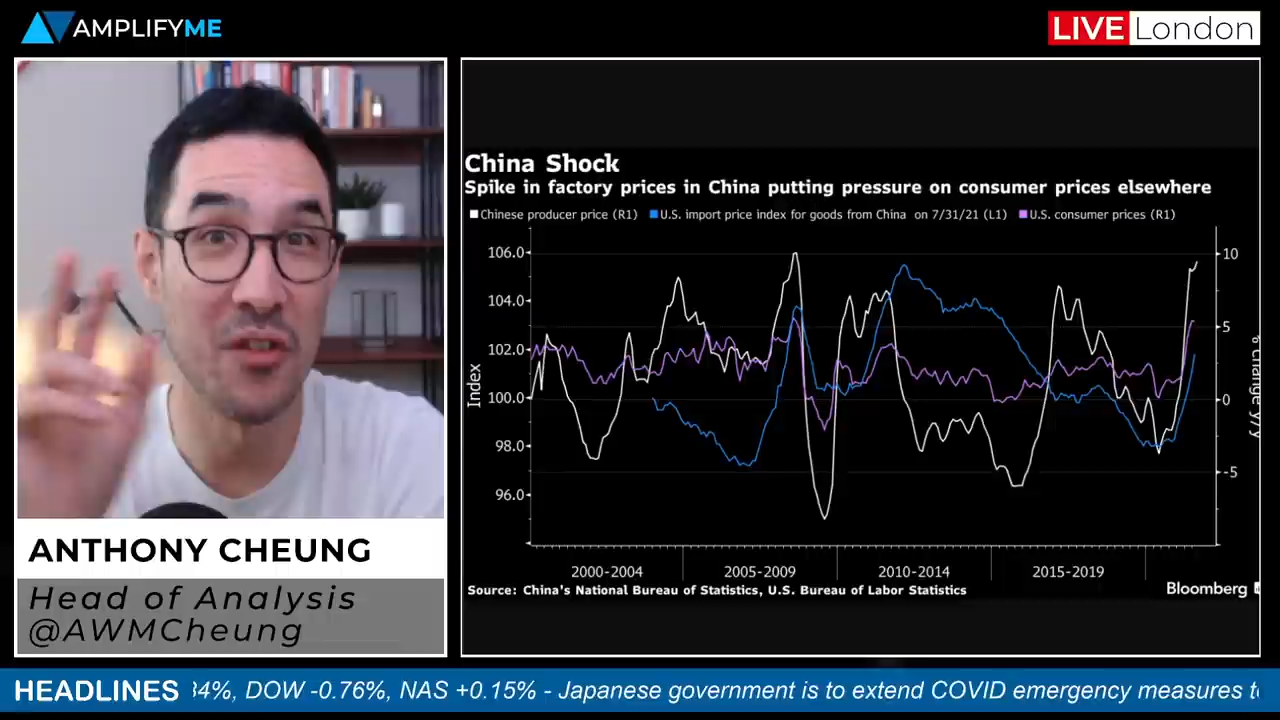 AMPLIFYME
LIVE London
China Shock
Spike in factory prices in China putting pressure on consumer prices elsewhere
Chinese producer price (R1) U.S. import price index for goods from China on 7/31/21 (L1) U.S. consumer prices (R1)
106.0
104.0
102.0
100.0
98.0
96.0
Index
10
5
0
-5
% change y/y
2000-2004 2005-2009 2010-2014 2015-2019
Source: China's National Bureau of Statistics, U.S. Bureau of Labor Statistics
Bloomberg
ANTHONY CHEUNG
Head of Analysis
@AWMCheung
HEADLINES 34%, DOW -0.76%, NAS +0.15% - Japanese government is to extend COVID emergency measures